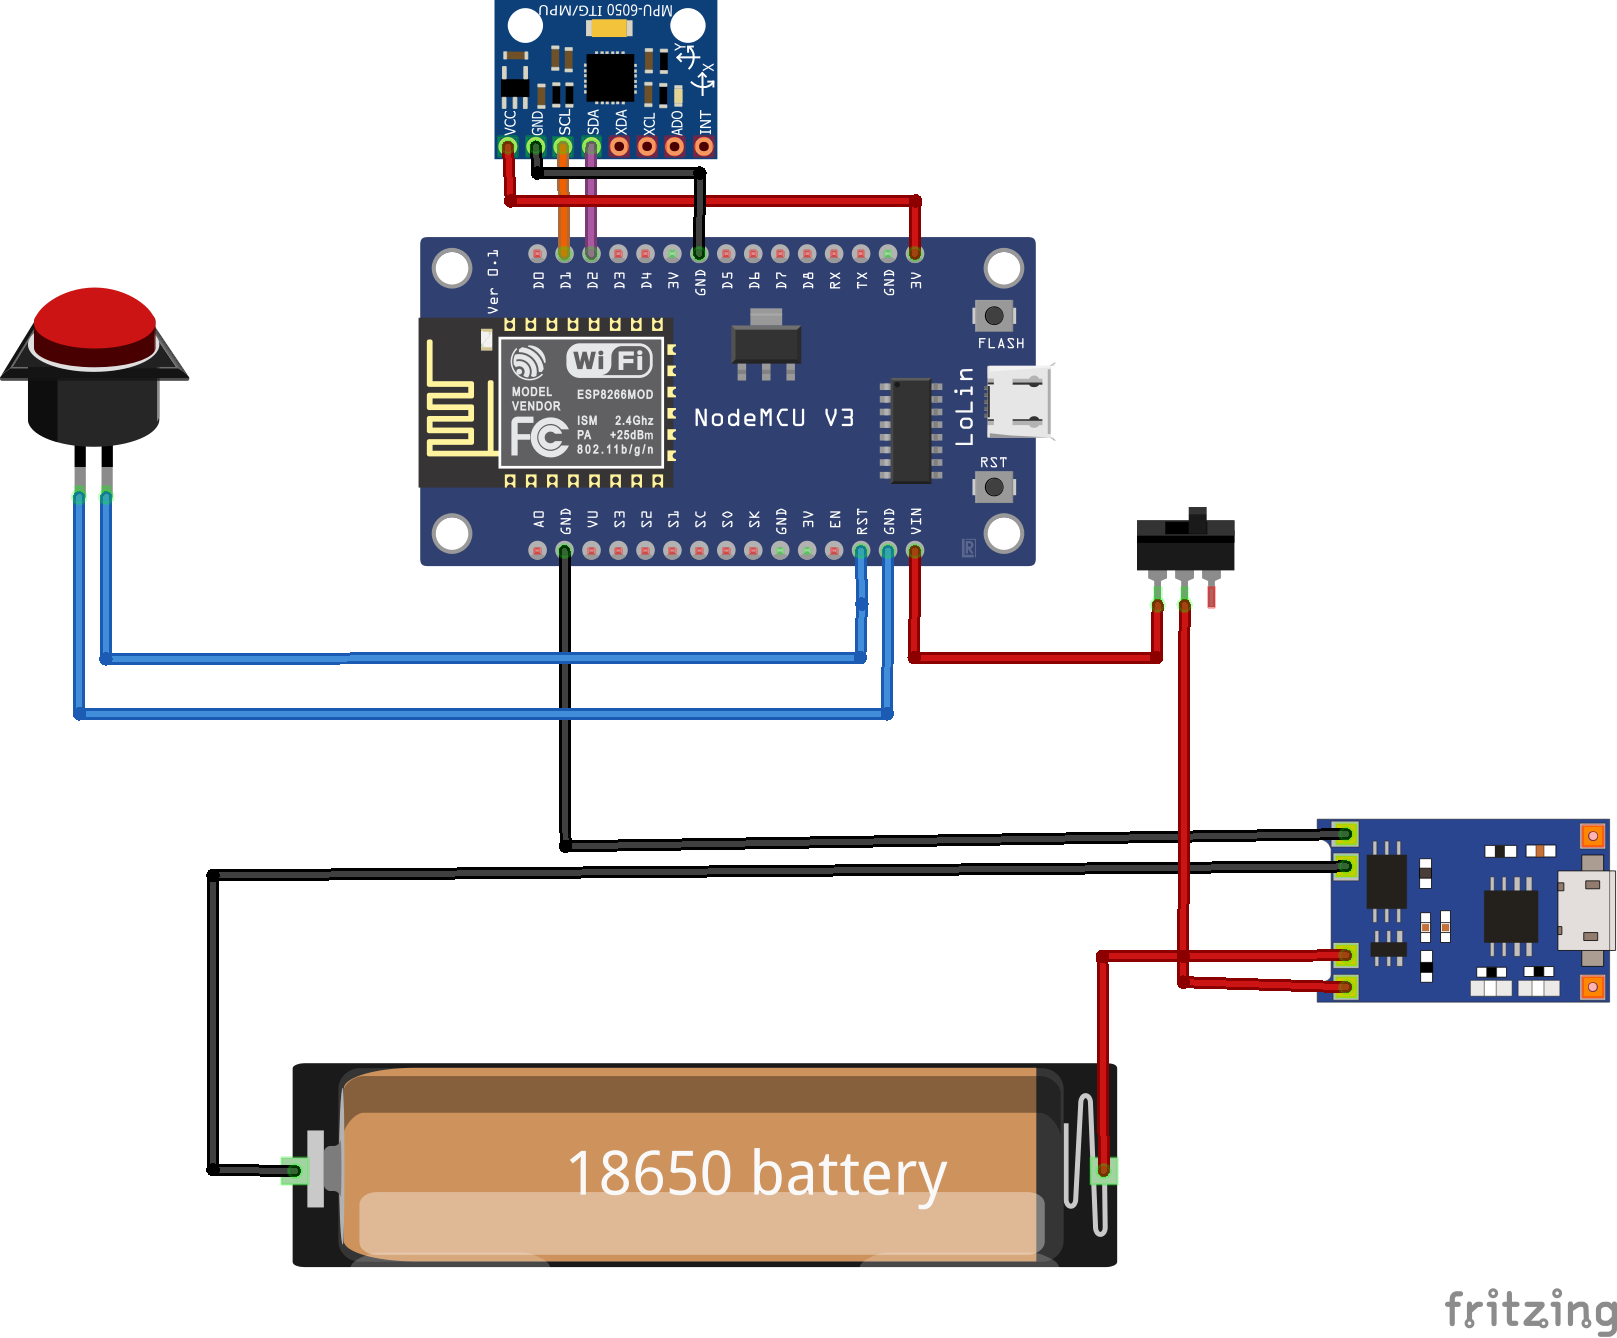 MPU-6050 ITG/MPU
Y
X
VCC GND SCL SDA XDA XCL ADO INT
Ver 0.1
D0 D1 D2 D3 D4 3V GND D5 D6 D7 D8 RX TX GND 3V
FLASH
Wi Fi
MODEL ESP8266MOD
VENDOR
FC ISM 2.4Ghz
PA +25dBm
802.11b/g/n
NodeMCU V3
LoLin
RST
A0 GND VU S3 S2 S1 SC S0 SK GND 3V EN RST GND VIN
R
18650 battery
fritzing